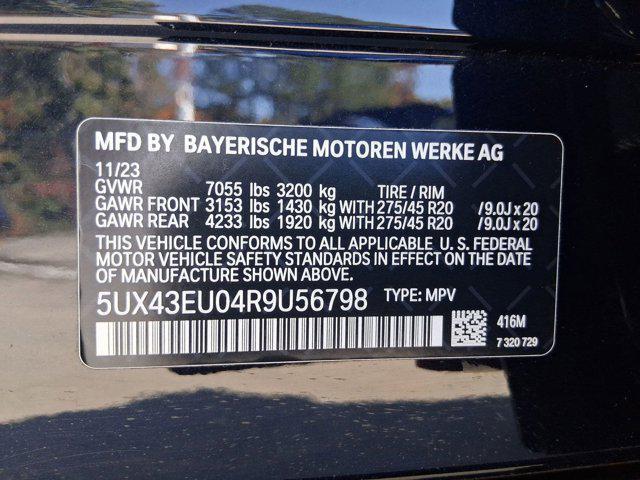 MFD BY BAYERISCHE MOTOREN WERKE AG
11/23
GVWR 7055 lbs 3200 kg TIRE / RIM
GAWR FRONT 3153 lbs 1430 kg WITH 275/45 R20 /9.0J x 20
GAWR REAR 4233 lbs 1920 kg WITH 275/45 R20 /9.0J x 20
THIS VEHICLE CONFORMS TO ALL APPLICABLE U. S. FEDERAL
MOTOR VEHICLE SAFETY STANDARDS IN EFFECT ON THE DATE OF
MANUFACTURE SHOWN ABOVE.
5UX43EU04R9U56798 TYPE: MPV
416M
7 320 729